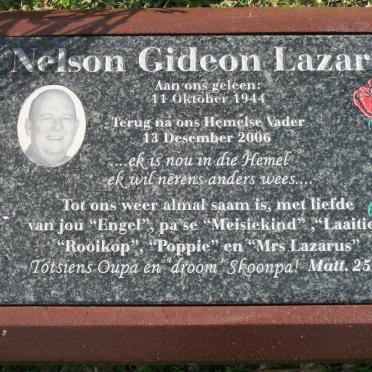 Nelson Gideon Lazar
Aan ons geleen:
11 Oktober 1944
Terug na ons Hemelse Vader
13 Desember 2006
....ek is nou in die Hemel
ek wil nêrens anders wees....
Tot ons weer almal saam is, met liefde
van jou “Engel”, pa se “Meisiekind” ,“Laaitie
“Rooikop”, “Poppie” en “Mrs Lazarus”
Totsiens Oupa en ‘droom’ Skoonpa! Matt. 25